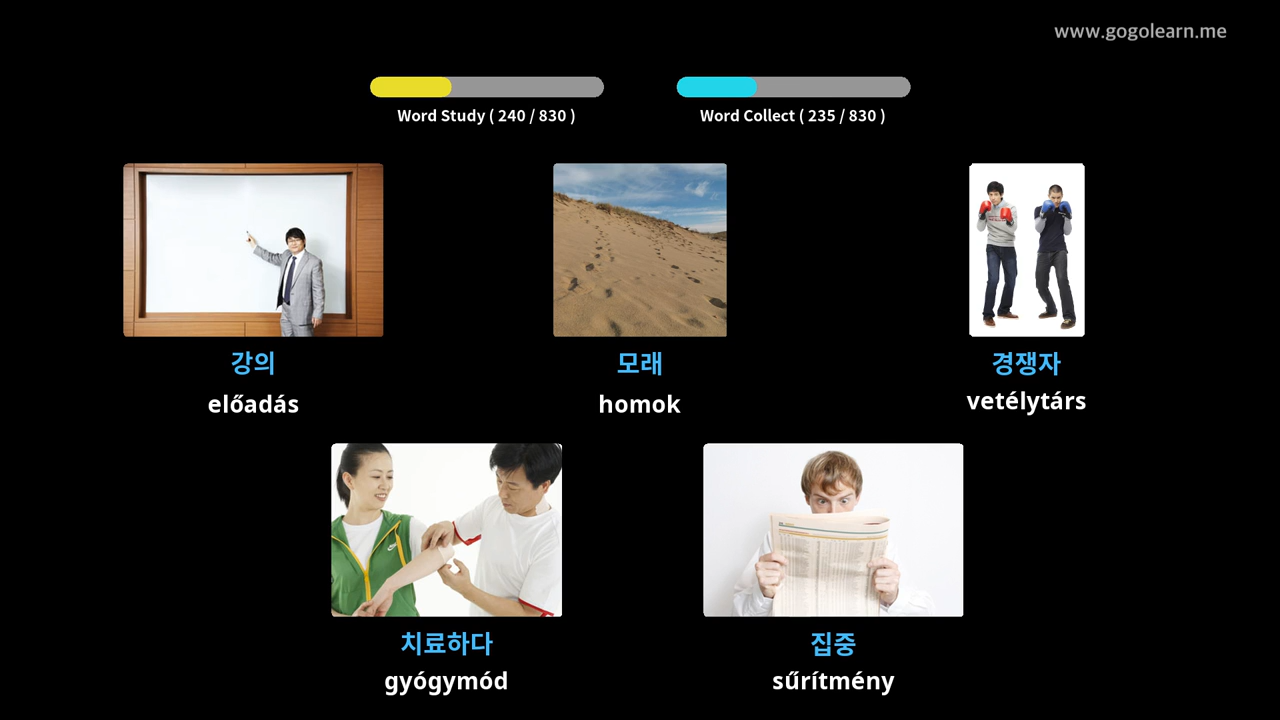 www.gogolearn.me
Word Study ( 240 / 830 )
Word Collect ( 235 / 830 )
강의
előadás
모래
homok
경쟁자
vetélytárs
치료하다
gyógymód
집중
sűrítmény